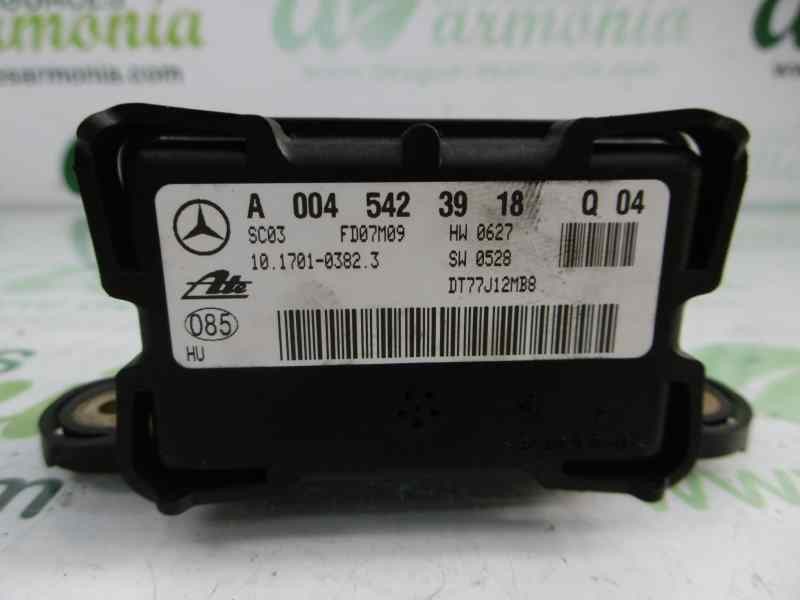 armonia
armonia
esarmonia.com
A 004 542 39 18 Q 04
SC03 FD07M09 HW 0627
10.1701-0382.3 SW 0528
Ate DT77J12MB8
085
HU